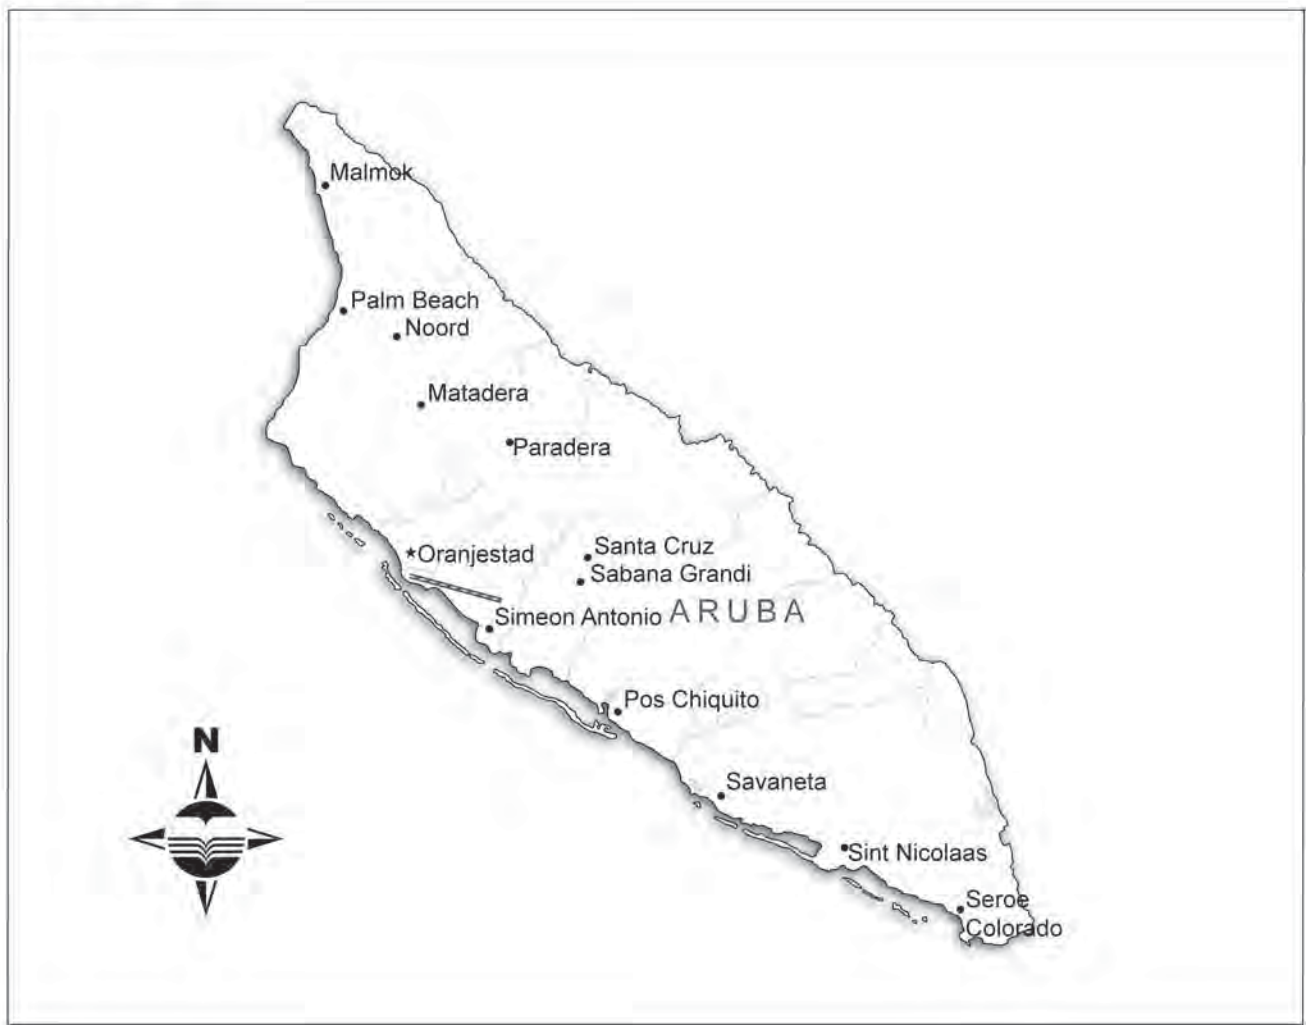 Malmok
Palm Beach
Noord
Matadera
Paradera
Oranjestad
Santa Cruz
Sabana Grandi
Simeon Antonio
ARUBA
Pos Chiquito
N
Savaneta
Sint Nicolaas
Seroe
Colorado